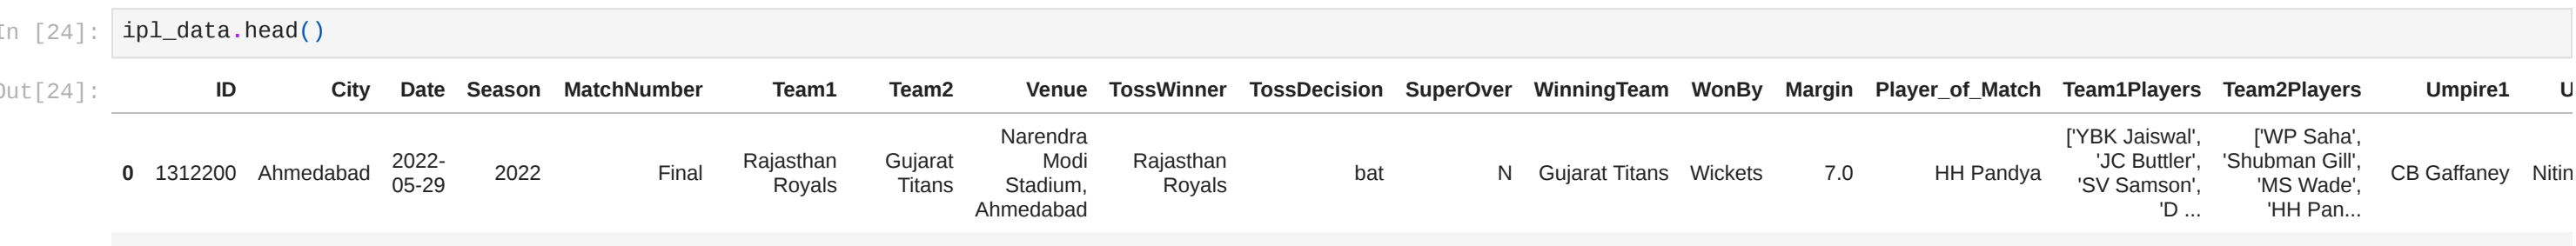 In [24]: ipl_data.head()
Out[24]:
ID City Date Season MatchNumber Team1 Team2 Venue TossWinner TossDecision SuperOver WinningTeam WonBy Margin Player_of_Match Team1Players Team2Players Umpire1 U
0 1312200 Ahmedabad 2022-05-29 2022 Final Rajasthan Royals Gujarat Titans Narendra Modi Stadium, Ahmedabad Rajasthan Royals bat N Gujarat Titans Wickets 7.0 HH Pandya ['YBK Jaiswal', 'JC Buttler', 'SV Samson', 'D ... ['WP Saha', 'Shubman Gill', 'MS Wade', 'HH Pan... CB Gaffaney Nitin